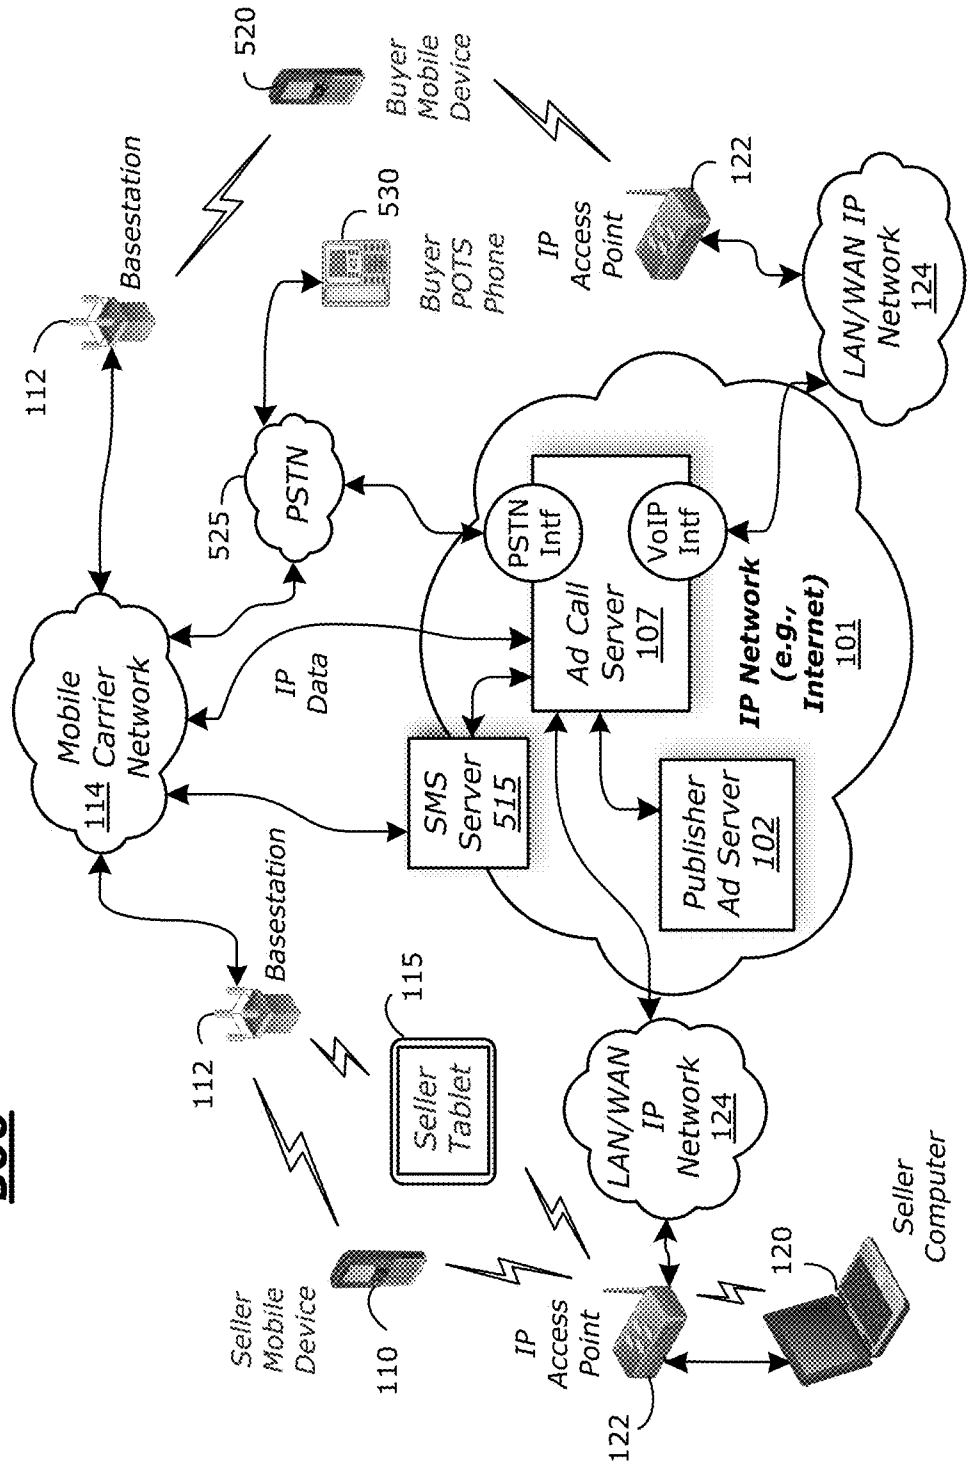 112
Basestation
114
Mobile
Carrier
Network
112
Basestation
520
Buyer
Mobile
Device
Seller
Mobile
Device
110
115
Seller
Tablet
IP
Data
525
PSTN
530
Buyer
POTS
Phone
SMS
Server
515
PSTN
Intf
Ad Call
Server
107
VoIP
Intf
IP
Access
Point
122
IP
Access
Point
122
LAN/WAN
IP
Network
124
Publisher
Ad Server
102
IP Network
(e.g.,
Internet)
101
LAN/WAN IP
Network
124
120
Seller
Computer